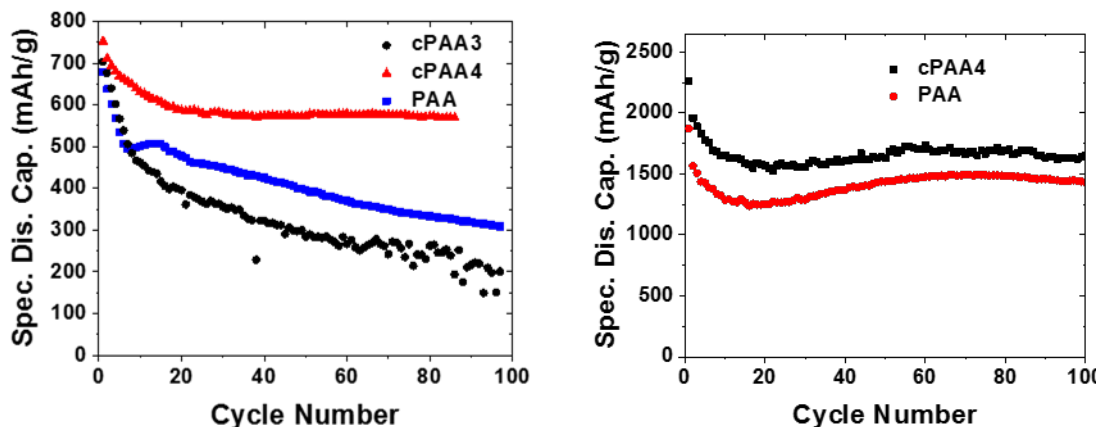 Spec. Dis. Cap. (mAh/g)
800
700
600
500
400
300
200
100
0
cPAA3
cPAA4
PAA
0 20 40 60 80 100
Cycle Number
Spec. Dis. Cap. (mAh/g)
2500
2000
1500
1000
500
0
cPAA4
PAA
0 20 40 60 80 100
Cycle Number